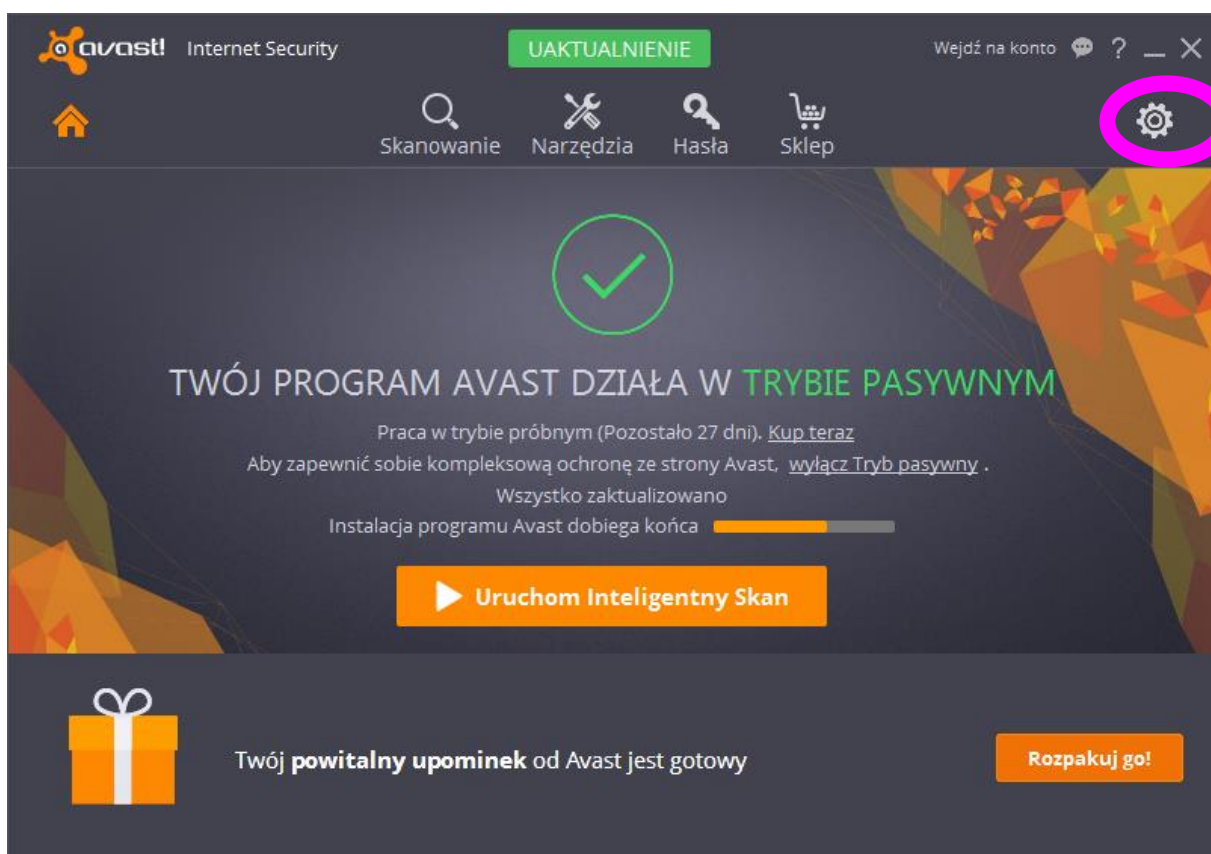 avast! Internet Security UAKTUALNIENIE Wejdź na konto ?
Skanowanie Narzędzia Hasła Sklep
TWÓJ PROGRAM AVAST DZIAŁA W TRYBIE PASYWNYM
Praca w trybie próbnym (Pozostało 27 dni). Kup teraz
Aby zapewnić sobie kompleksową ochronę ze strony Avast, wyłącz Tryb pasywny .
Wszystko zaktualizowano
Instalacja programu Avast dobiega końca
Uruchom Inteligentny Skan
Twój powitalny upominek od Avast jest gotowy
Rozpakuj go!